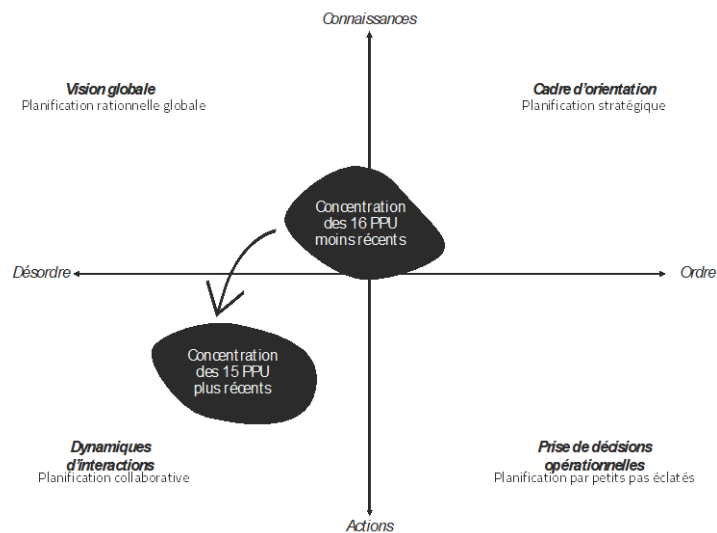 Connaissances
Vision globale
Planification rationnelle globale
Cadre d'orientation
Planification stratégique
Concentration
des 16 PPU
moins récents
Désordre
Ordre
Concentration
des 15 PPU
plus récents
Dynamiques
d'interactions
Planification collaborative
Prise de décisions
opérationnelles
Planification par petits pas éclatés
Actions